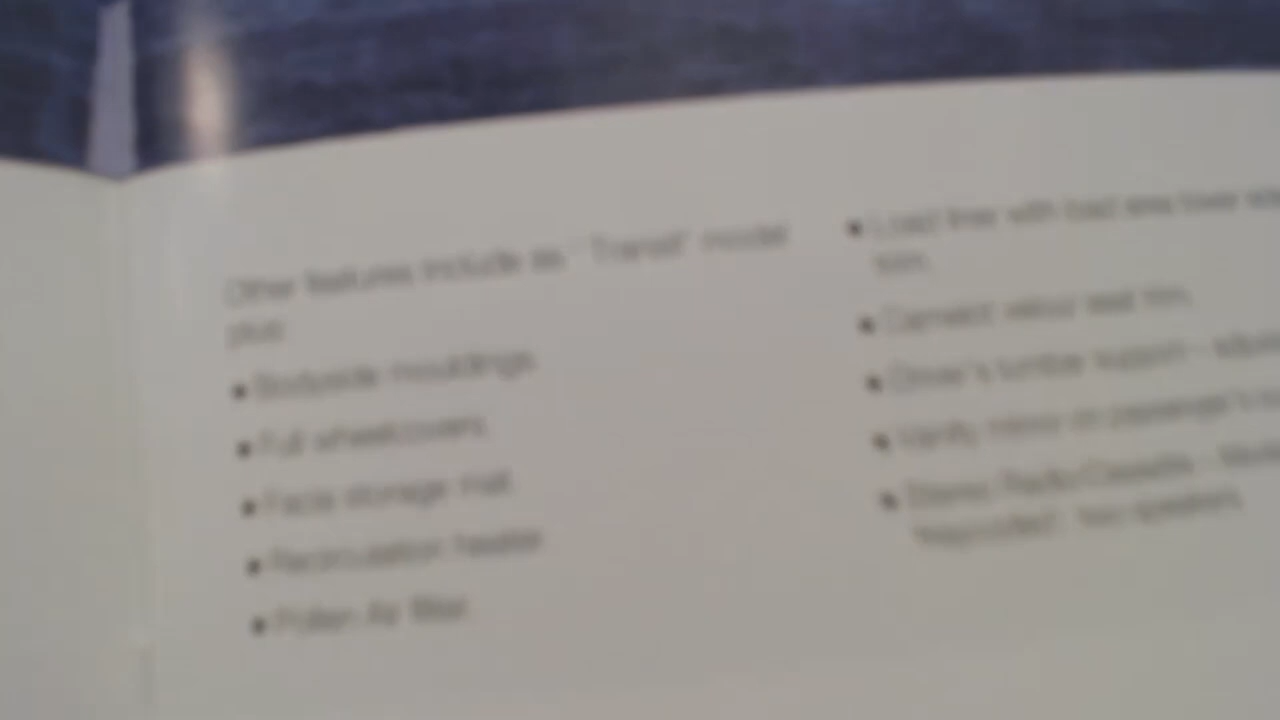 Other features include as 'Transit' model
plus:
• Bodyside mouldings.
• Full wheelcovers.
• Facia storage mat.
• Recirculation heater.
• Pollen Air filter.
• Load liner with load area lower
trim.
• velour seat trim.
• Driver's lumbar support -
• Vanity mirror on passenger's
• Stereo Radio/Cassette -
two speakers.